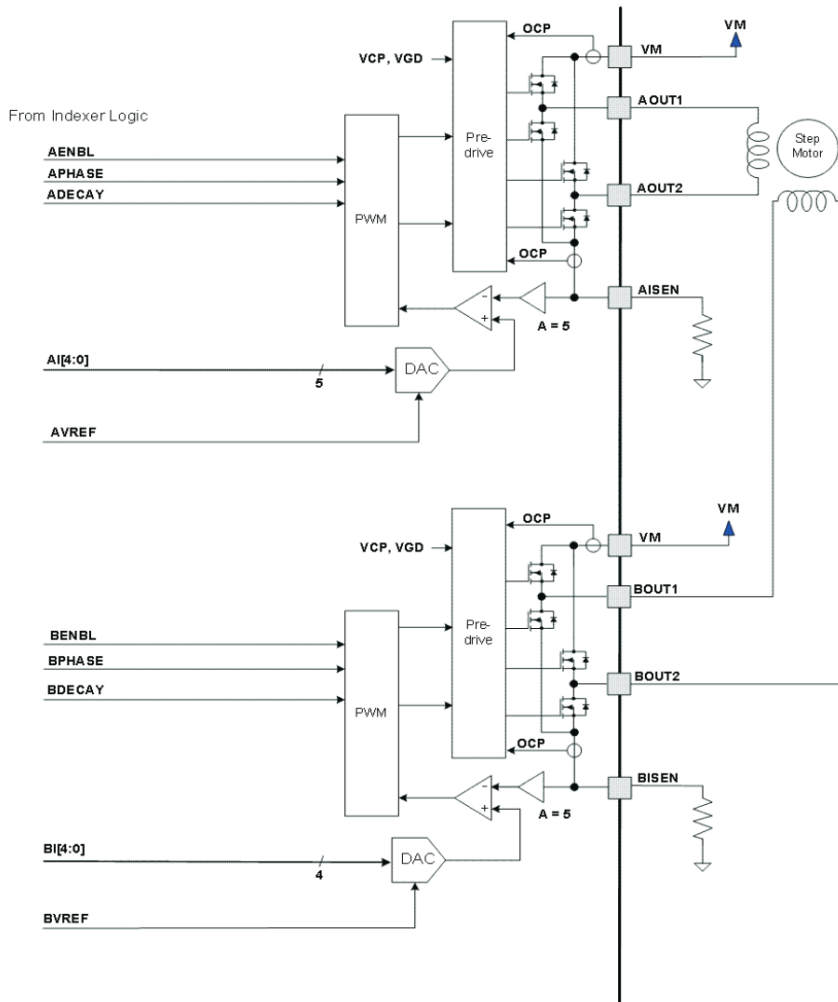 OCP
VM
VM
VCP, VGD
AOUT1
From Indexer Logic
Pre-
drive
Step
Motor
AENBL
APHASE
ADECAY
AOUT2
PWM
OCP
AISEN
-
+
A = 5
AI[4:0]
5
DAC
AVREF
VM
OCP
VM
VCP, VGD
BOUT1
Pre-
drive
BENBL
BPHASE
BDECAY
BOUT2
PWM
OCP
BISEN
-
+
A = 5
BI[4:0]
4
DAC
BVREF